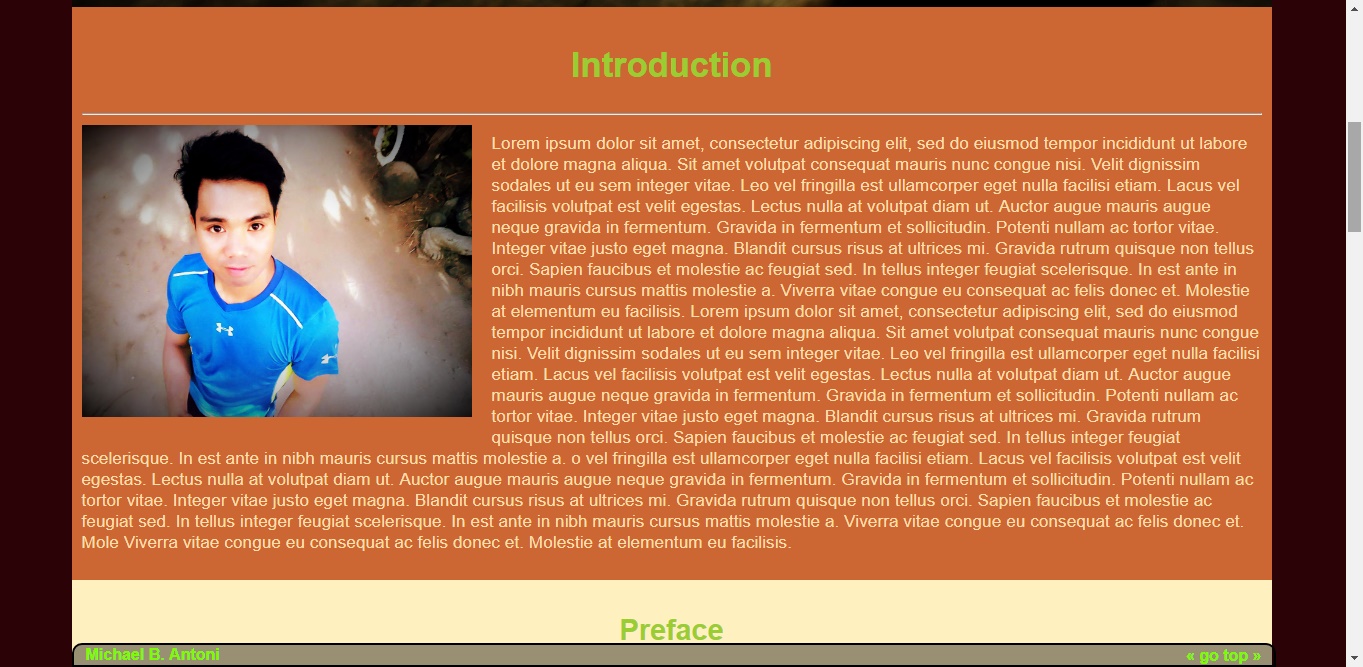 Introduction
Lorem ipsum dolor sit amet, consectetur adipiscing elit, sed do eiusmod tempor incididunt ut labore
et dolore magna aliqua. Sit amet volutpat consequat mauris nunc congue nisi. Velit dignissim
sodales ut eu sem integer vitae. Leo vel fringilla est ullamcorper eget nulla facilisi etiam. Lacus vel
facilisis volutpat est velit egestas. Lectus nulla at volutpat diam ut. Auctor augue mauris augue
neque gravida in fermentum. Gravida in fermentum et sollicitudin. Potenti nullam ac tortor vitae.
Integer vitae justo eget magna. Blandit cursus risus at ultrices mi. Gravida rutrum quisque non tellus
orci. Sapien faucibus et molestie ac feugiat sed. In tellus integer feugiat scelerisque. In est ante in
nibh mauris cursus mattis molestie a. Viverra vitae congue eu consequat ac felis donec et. Molestie
at elementum eu facilisis. Lorem ipsum dolor sit amet, consectetur adipiscing elit, sed do eiusmod
tempor incididunt ut labore et dolore magna aliqua. Sit amet volutpat consequat mauris nunc congue
nisi. Velit dignissim sodales ut eu sem integer vitae. Leo vel fringilla est ullamcorper eget nulla facilisi
etiam. Lacus vel facilisis volutpat est velit egestas. Lectus nulla at volutpat diam ut. Auctor augue
mauris augue neque gravida in fermentum. Gravida in fermentum et sollicitudin. Potenti nullam ac
tortor vitae. Integer vitae justo eget magna. Blandit cursus risus at ultrices mi. Gravida rutrum
quisque non tellus orci. Sapien faucibus et molestie ac feugiat sed. In tellus integer feugiat
scelerisque. In est ante in nibh mauris cursus mattis molestie a. o vel fringilla est ullamcorper eget nulla facilisi etiam. Lacus vel facilisis volutpat est velit
egestas. Lectus nulla at volutpat diam ut. Auctor augue mauris augue neque gravida in fermentum. Gravida in fermentum et sollicitudin. Potenti nullam ac
tortor vitae. Integer vitae justo eget magna. Blandit cursus risus at ultrices mi. Gravida rutrum quisque non tellus orci. Sapien faucibus et molestie ac
feugiat sed. In tellus integer feugiat scelerisque. In est ante in nibh mauris cursus mattis molestie a. Viverra vitae congue eu consequat ac felis donec et.
Mole Viverra vitae congue eu consequat ac felis donec et. Molestie at elementum eu facilisis.
Preface
Michael B. Antoni
« go top »